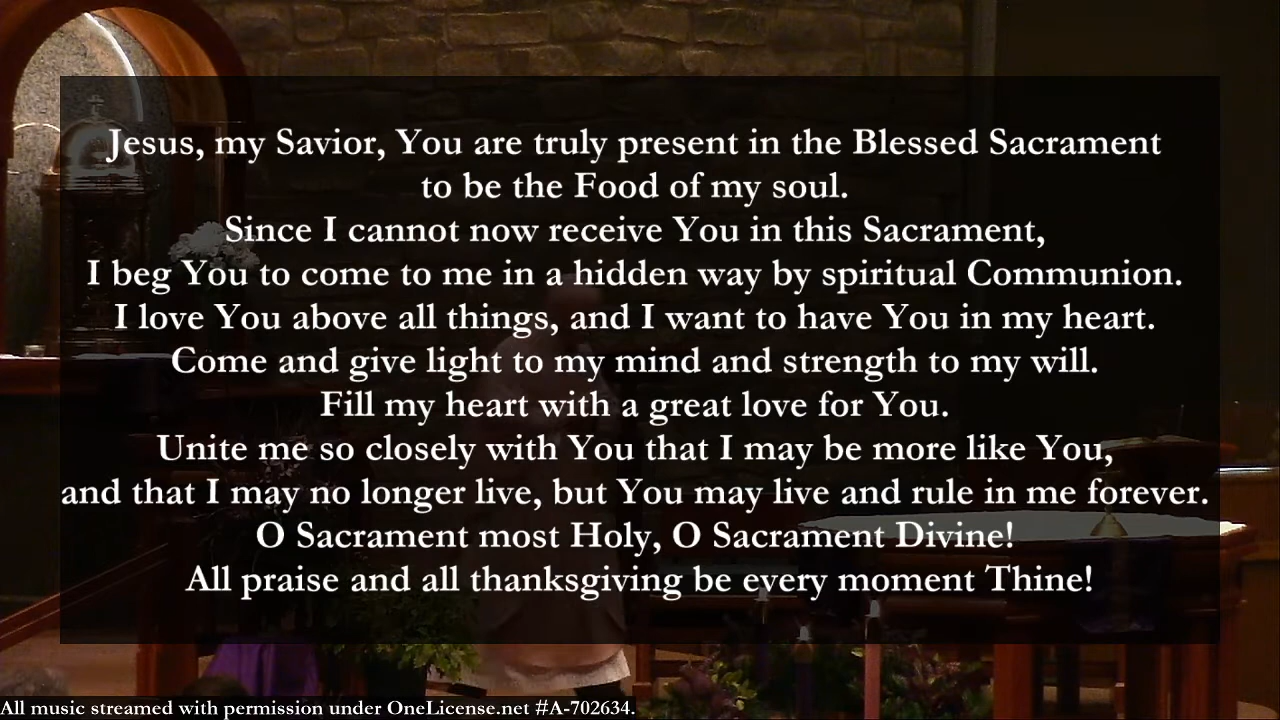 Jesus, my Savior, You are truly present in the Blessed Sacrament
to be the Food of my soul.
Since I cannot now receive You in this Sacrament,
I beg You to come to me in a hidden way by spiritual Communion.
I love You above all things, and I want to have You in my heart.
Come and give light to my mind and strength to my will.
Fill my heart with a great love for You.
Unite me so closely with You that I may be more like You,
and that I may no longer live, but You may live and rule in me forever.
O Sacrament most Holy, O Sacrament Divine!
All praise and all thanksgiving be every moment Thine!
All music streamed with permission under OneLicense.net #A-702634.